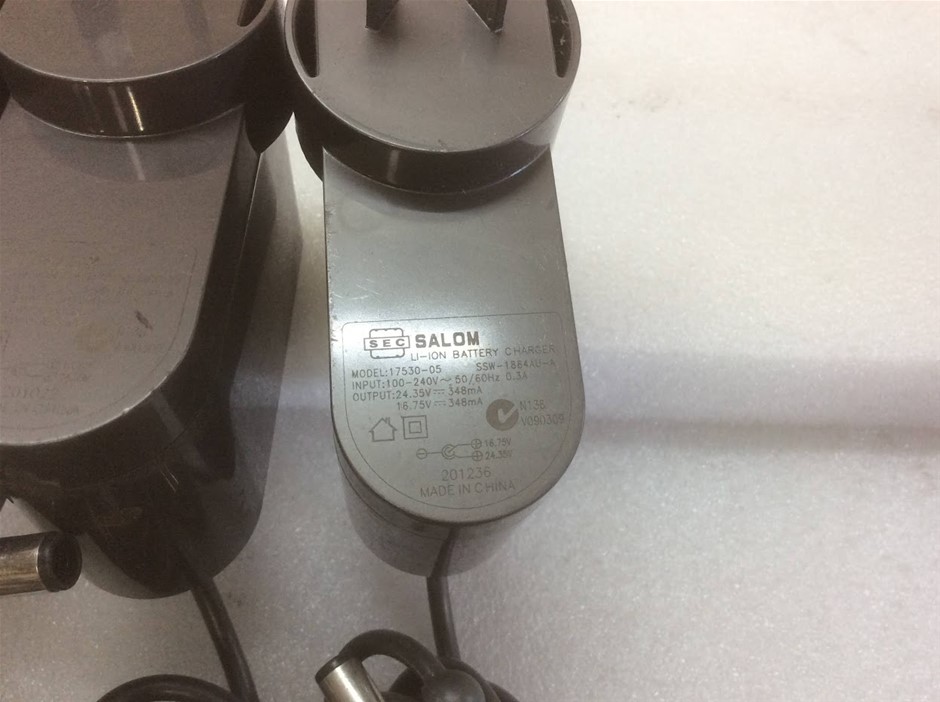 SEC SALOM
LI-ION BATTERY CHARGER
MODEL:17530-05 SSW-1864AU-A
INPUT:100-240V~50/60Hz 0.3A
OUTPUT:24.35V⎓348mA
16.75V⎓348mA
N136
V090309
16.75V
24.35V
201236
MADE IN CHINA